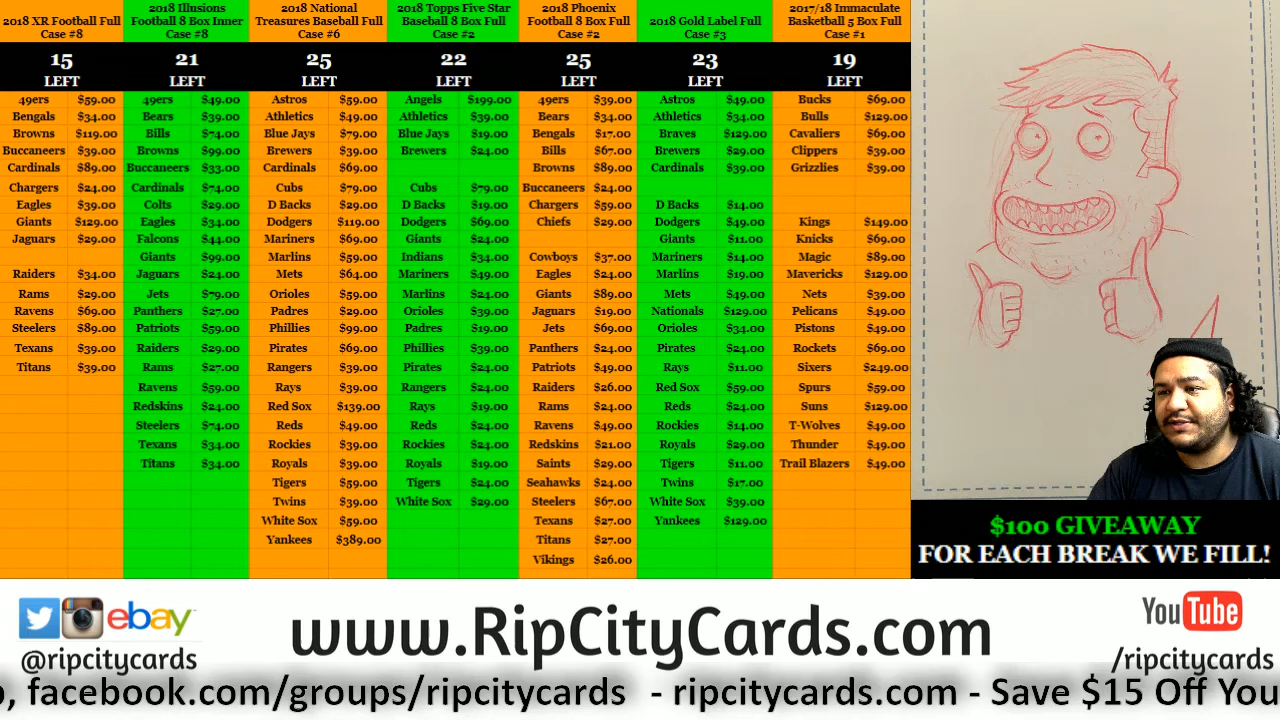 2018 XR Football Full
Case #8
15
LEFT
49ers $59.00
Bengals $34.00
Browns $119.00
Buccaneers $39.00
Cardinals $89.00
Chargers $24.00
Eagles $39.00
Giants $129.00
Jaguars $29.00
Raiders $34.00
Rams $29.00
Ravens $69.00
Steelers $89.00
Texans $39.00
Titans $39.00
2018 Illusions
Football 8 Box Inner
Case #8
21
LEFT
49ers $49.00
Bears $39.00
Bills $74.00
Browns $99.00
Buccaneers $33.00
Cardinals $74.00
Colts $29.00
Eagles $34.00
Falcons $44.00
Giants $99.00
Jaguars $24.00
Jets $79.00
Panthers $27.00
Patriots $59.00
Raiders $29.00
Rams $27.00
Ravens $59.00
Redskins $24.00
Steelers $74.00
Texans $34.00
Titans $34.00
2018 National
Treasures Baseball Full
Case #6
25
LEFT
Astros $59.00
Athletics $49.00
Blue Jays $79.00
Brewers $39.00
Cardinals $69.00
Cubs $79.00
D Backs $29.00
Dodgers $119.00
Mariners $69.00
Marlins $59.00
Mets $64.00
Orioles $59.00
Padres $29.00
Phillies $99.00
Pirates $69.00
Rangers $39.00
Rays $39.00
Red Sox $139.00
Reds $49.00
Rockies $39.00
Royals $39.00
Tigers $59.00
Twins $39.00
White Sox $59.00
Yankees $389.00
2018 Topps Five Star
Baseball 8 Box Full
Case #2
22
LEFT
Angels $199.00
Athletics $39.00
Blue Jays $19.00
Brewers $24.00
Cubs $79.00
D Backs $19.00
Dodgers $69.00
Giants $24.00
Indians $34.00
Mariners $49.00
Marlins $24.00
Orioles $39.00
Padres $19.00
Phillies $39.00
Pirates $24.00
Rangers $24.00
Rays $19.00
Reds $24.00
Rockies $24.00
Royals $19.00
Tigers $24.00
White Sox $29.00
2018 Phoenix
Football 8 Box Full
Case #2
25
LEFT
49ers $39.00
Bears $34.00
Bengals $17.00
Bills $67.00
Browns $89.00
Buccaneers $24.00
Chargers $59.00
Chiefs $29.00
Cowboys $37.00
Eagles $24.00
Giants $89.00
Jaguars $19.00
Jets $69.00
Panthers $24.00
Patriots $49.00
Raiders $26.00
Rams $24.00
Ravens $49.00
Redskins $21.00
Saints $29.00
Seahawks $24.00
Steelers $67.00
Texans $27.00
Titans $27.00
Vikings $26.00
2018 Gold Label Full
Case #3
23
LEFT
Astros $49.00
Athletics $34.00
Braves $129.00
Brewers $29.00
Cardinals $39.00
D Backs $14.00
Dodgers $49.00
Giants $11.00
Mariners $14.00
Marlins $19.00
Mets $49.00
Nationals $129.00
Orioles $34.00
Pirates $24.00
Rays $11.00
Red Sox $59.00
Reds $24.00
Rockies $14.00
Royals $29.00
Tigers $11.00
Twins $17.00
White Sox $39.00
Yankees $129.00
2017/18 Immaculate
Basketball 5 Box Full
Case #1
19
LEFT
Bucks $69.00
Bulls $129.00
Cavaliers $69.00
Clippers $39.00
Grizzlies $39.00
Kings $149.00
Knicks $69.00
Magic $89.00
Mavericks $129.00
Nets $39.00
Pelicans $49.00
Pistons $49.00
Rockets $69.00
Sixers $249.00
Spurs $59.00
Suns $129.00
T-Wolves $49.00
Thunder $49.00
Trail Blazers $49.00
$100 GIVEAWAY
FOR EACH BREAK WE FILL!
ebay
@ripcitycards
www.RipCityCards.com
YouTube
/ripcitycards
, facebook.com/groups/ripcitycards - ripcitycards.com - Save $15 Off You